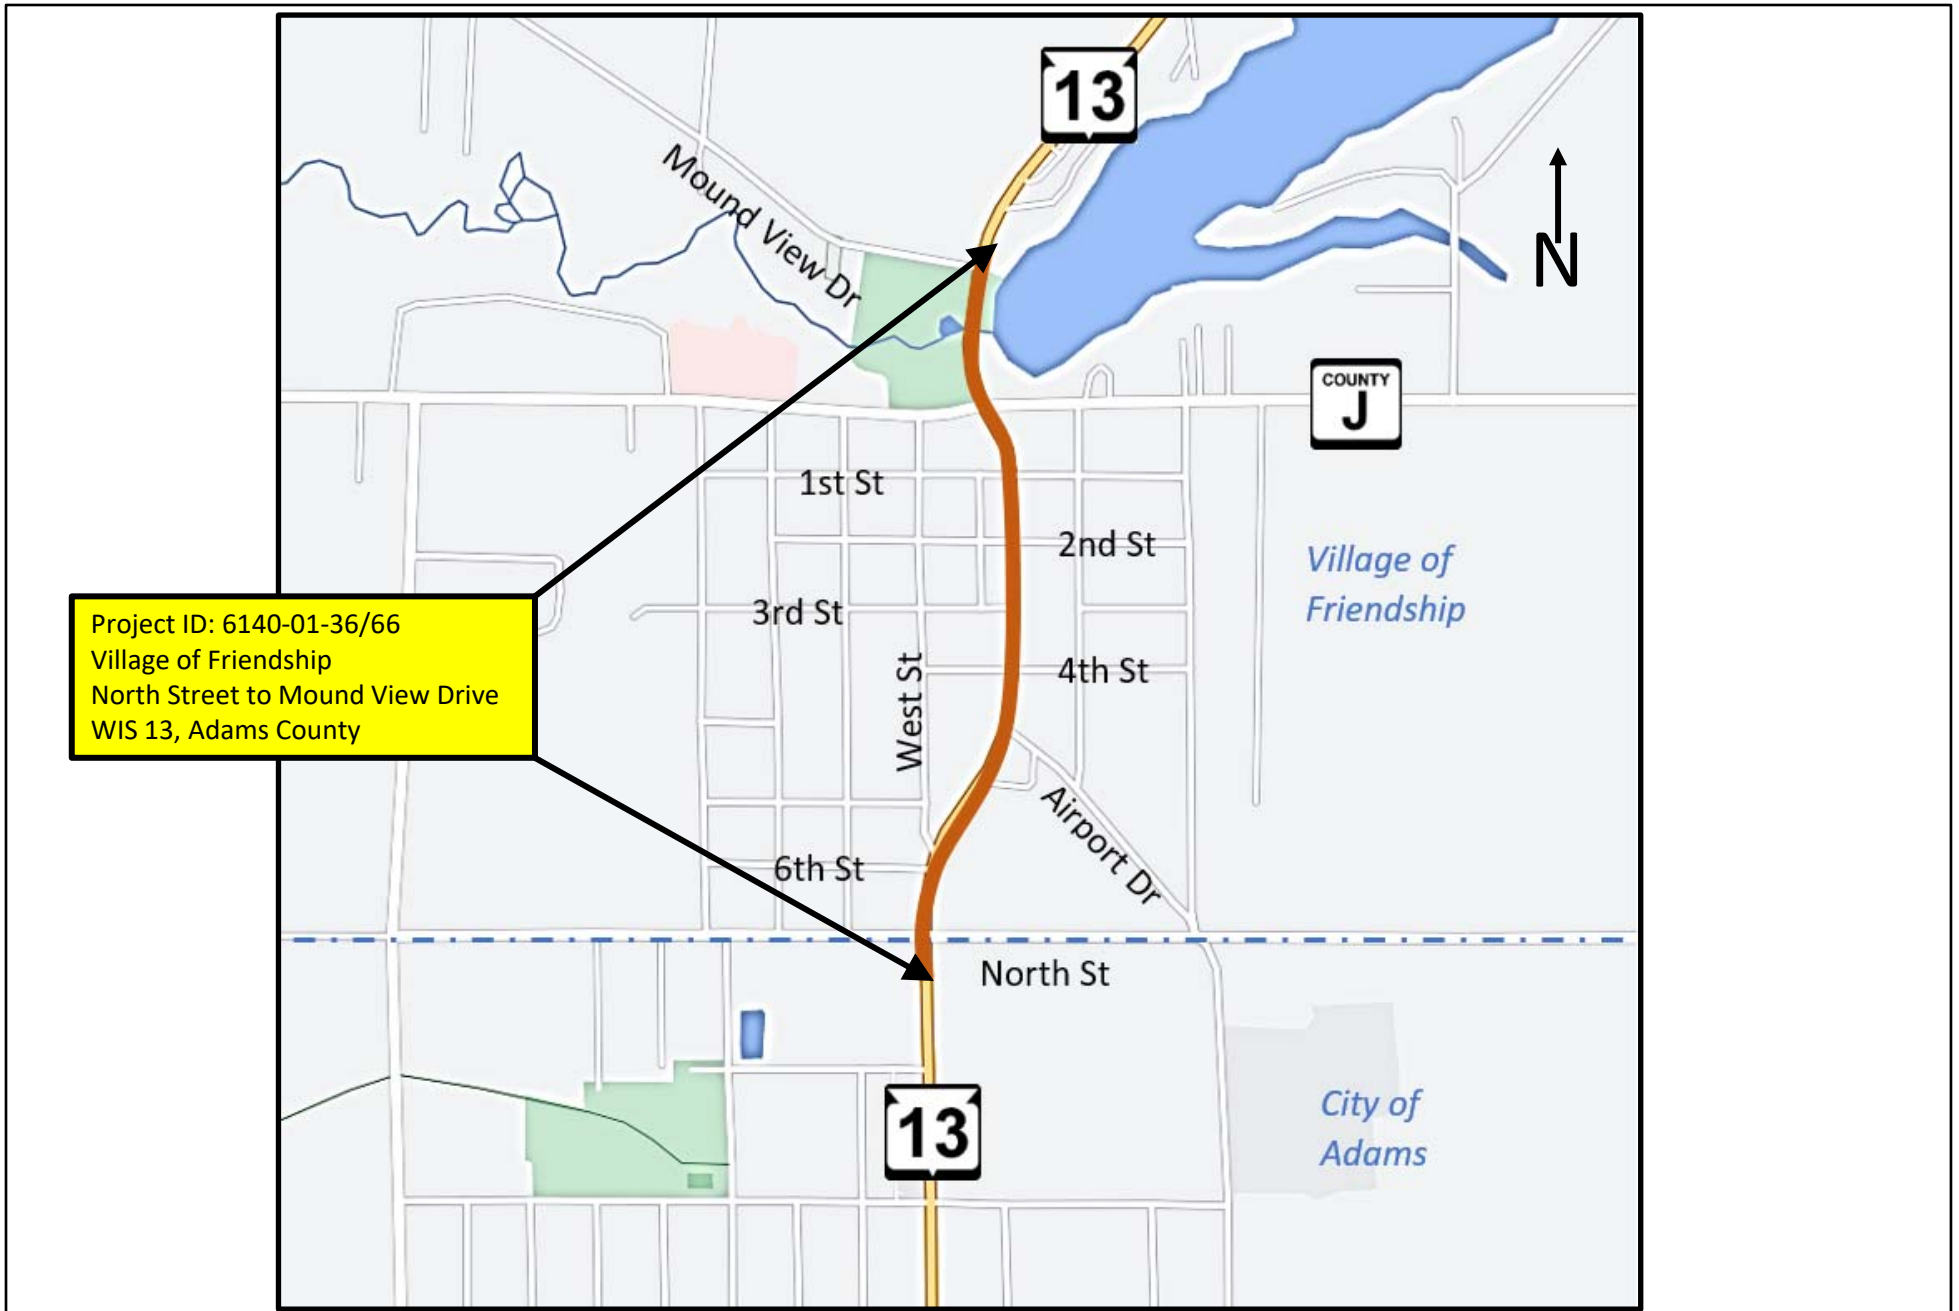 13
Mound View Dr
N
COUNTY
J
1st St
2nd St
Village of
Friendship
3rd St
Project ID: 6140-01-36/66
Village of Friendship
North Street to Mound View Drive
WIS 13, Adams County
West St
4th St
Airport Dr
6th St
North St
13
City of
Adams